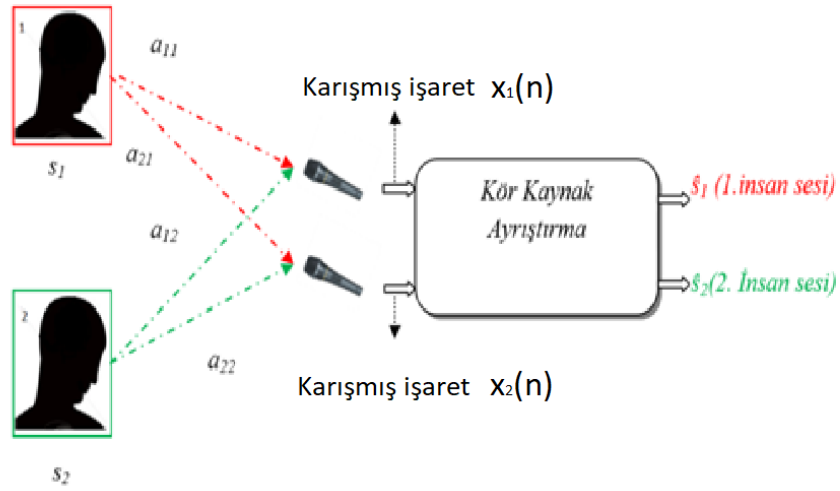 1
a11
Karışmış işaret x1(n)
s1
a21
Kör Kaynak
Ayrıştırma
ŝ1 (1.insan sesi)
a12
2
ŝ2(2. İnsan sesi)
a22
Karışmış işaret x2(n)
s2